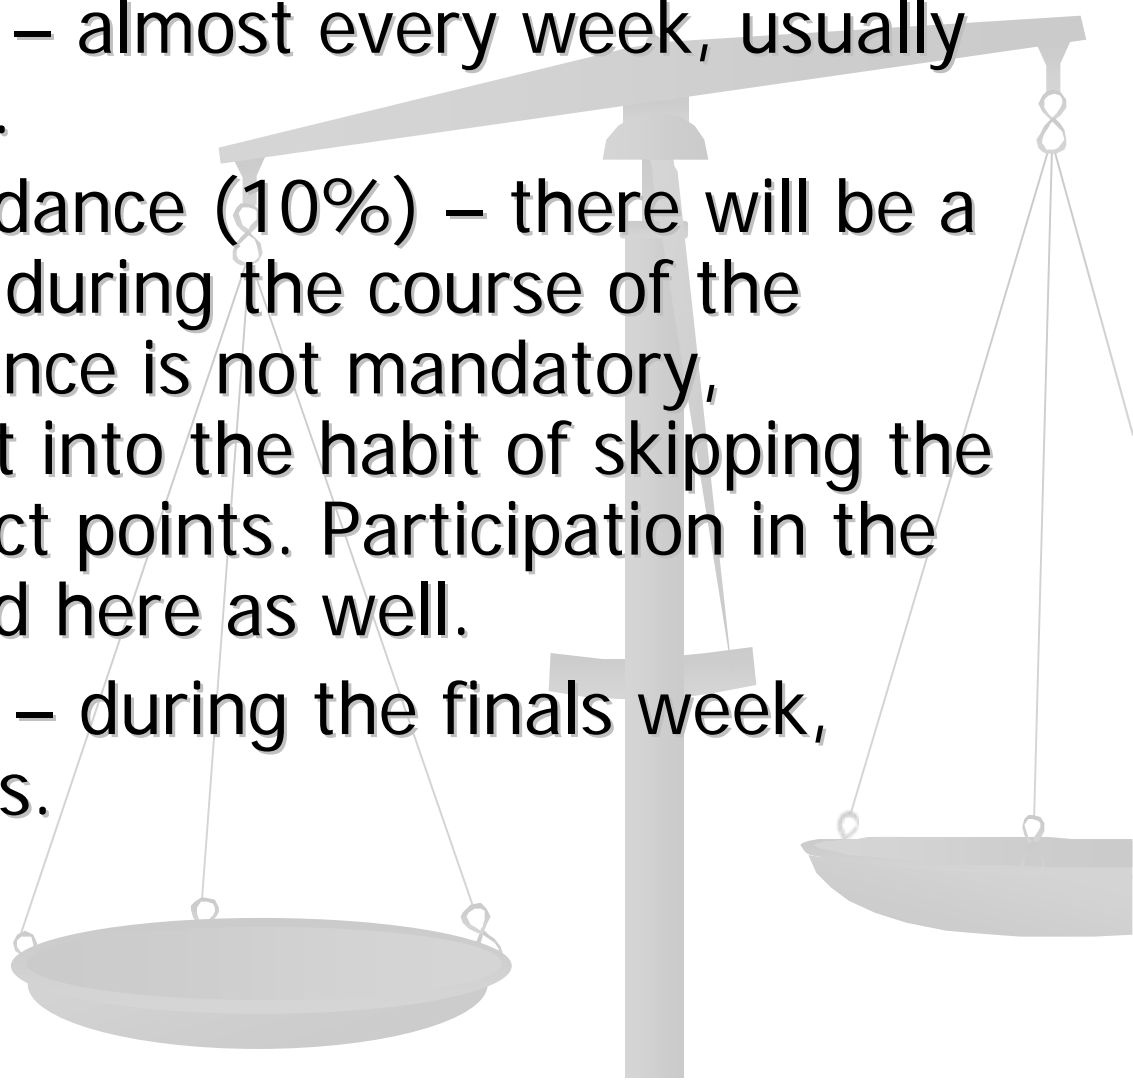 – almost every week, usually
.
dance (10%) – there will be a
during the course of the
nce is not mandatory,
t into the habit of skipping the
ct points. Participation in the
d here as well.
– during the finals week,
s.